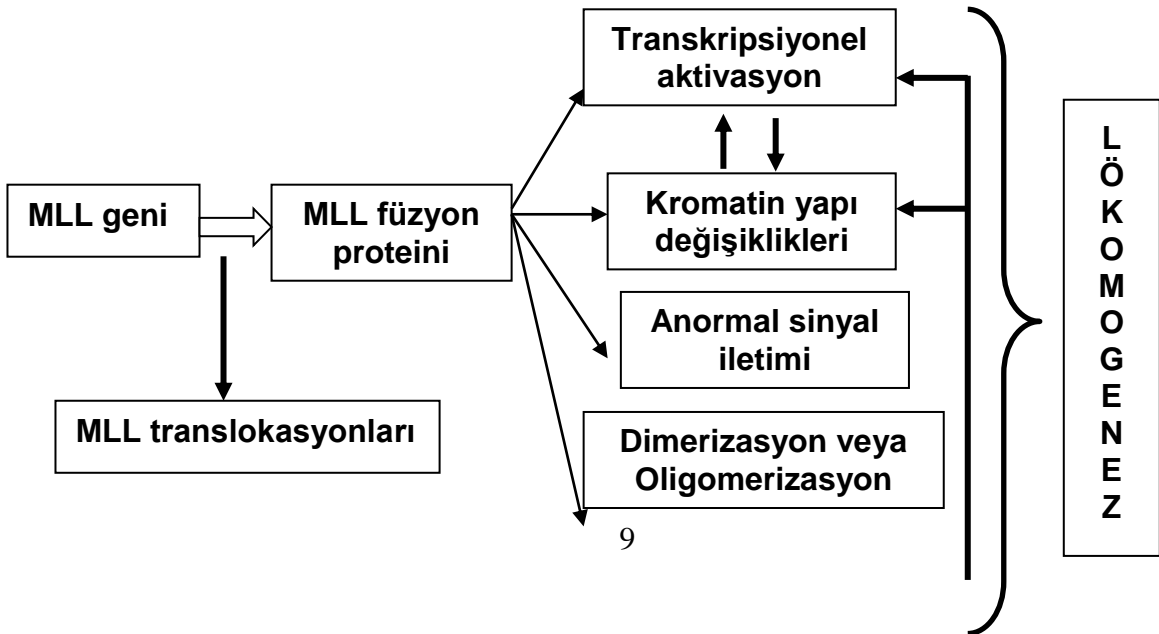 Transkripsiyonel
aktivasyon
MLL geni
MLL füzyon
proteini
Kromatin yapı
değişiklikleri
Anormal sinyal
iletimi
MLL translokasyonları
Dimerizasyon veya
Oligomerizasyon
9
L
Ö
K
O
M
O
G
E
N
E
Z